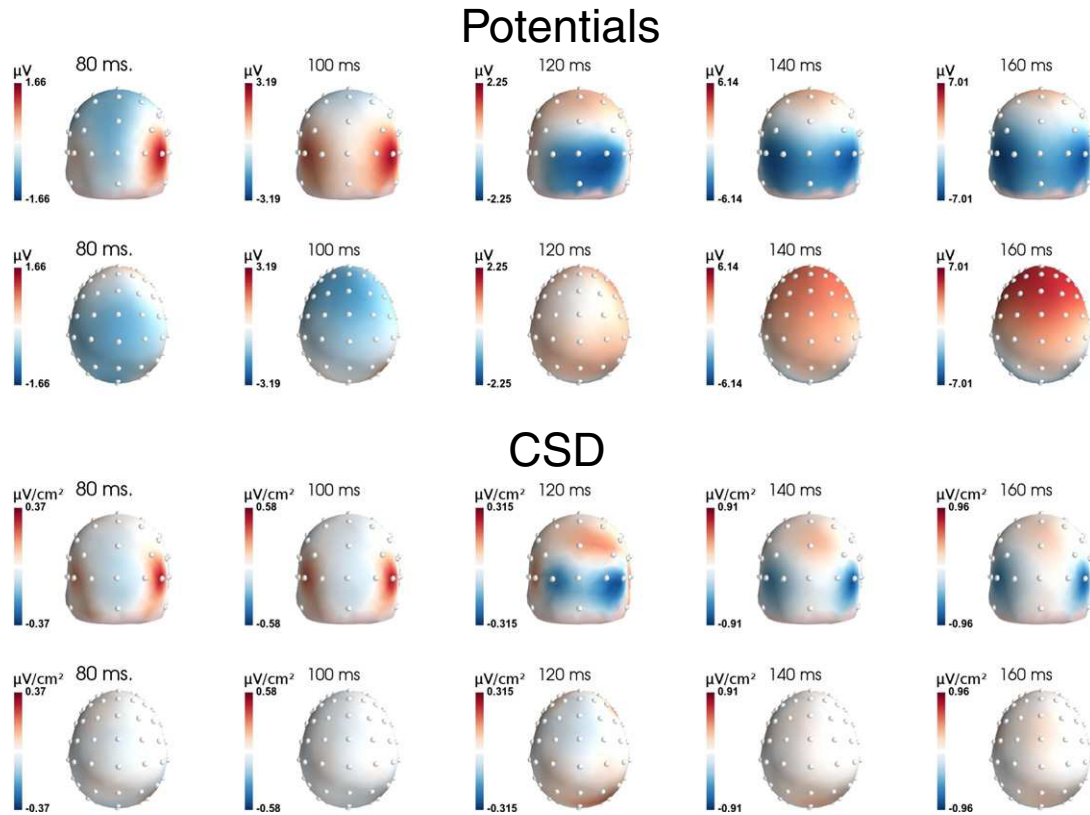 Potentials
80 ms. 100 ms 120 ms 140 ms 160 ms
µV µV µV µV µV
1.66 3.19 2.25 6.14 7.01
-1.66 -3.19 -2.25 -6.14 -7.01
80 ms. 100 ms 120 ms 140 ms 160 ms
µV µV µV µV µV
1.66 3.19 2.25 6.14 7.01
-1.66 -3.19 -2.25 -6.14 -7.01
CSD
80 ms. 100 ms 120 ms 140 ms 160 ms
µV/cm² µV/cm² µV/cm² µV/cm² µV/cm²
0.37 0.58 0.315 0.91 0.96
-0.37 -0.58 -0.315 -0.91 -0.96
80 ms. 100 ms 120 ms 140 ms 160 ms
µV/cm² µV/cm² µV/cm² µV/cm² µV/cm²
0.37 0.58 0.315 0.91 0.96
-0.37 -0.58 -0.315 -0.91 -0.96